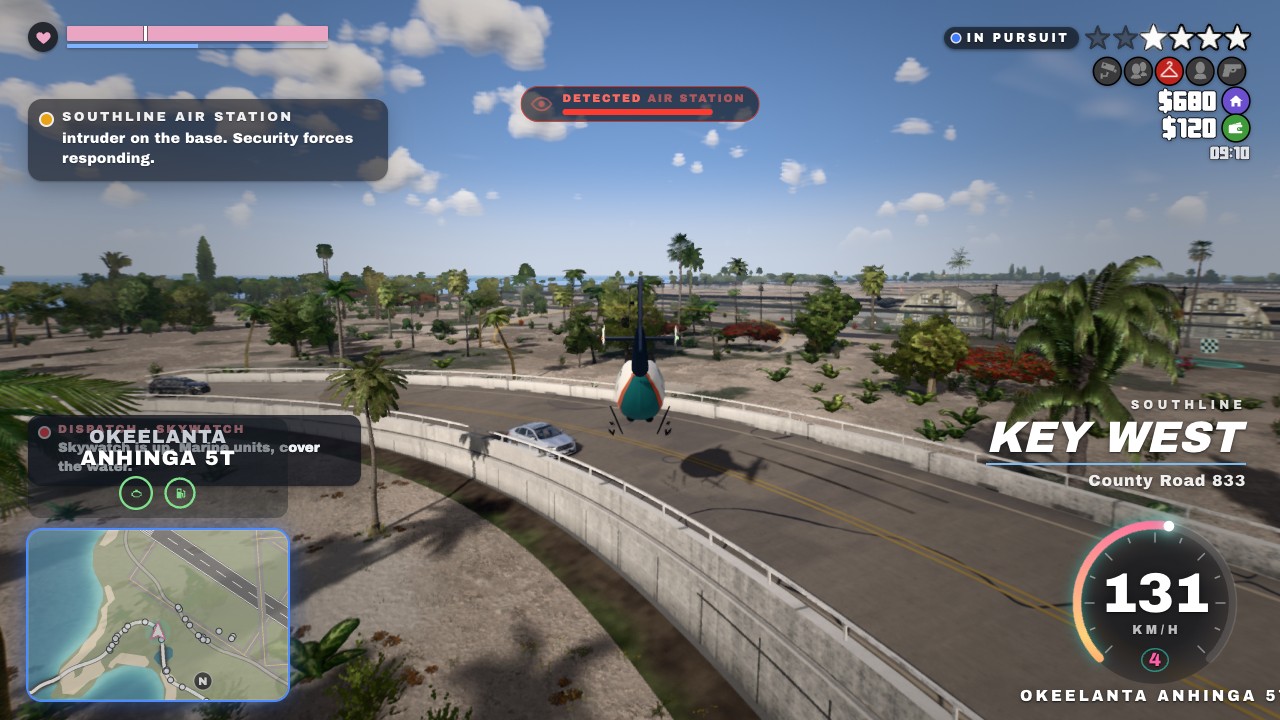 IN PURSUIT
DETECTED AIR STATION
$680
$120
09:10
SOUTHLINE AIR STATION
intruder on the base. Security forces
responding.
DISPATCH · SKYWATCH
Skywatch is up. Marine units, cover
the water.
OKEELANTA
ANHINGA 5T
SOUTHLINE
KEY WEST
County Road 833
131
KM/H
4
N
OKEELANTA ANHINGA 5T